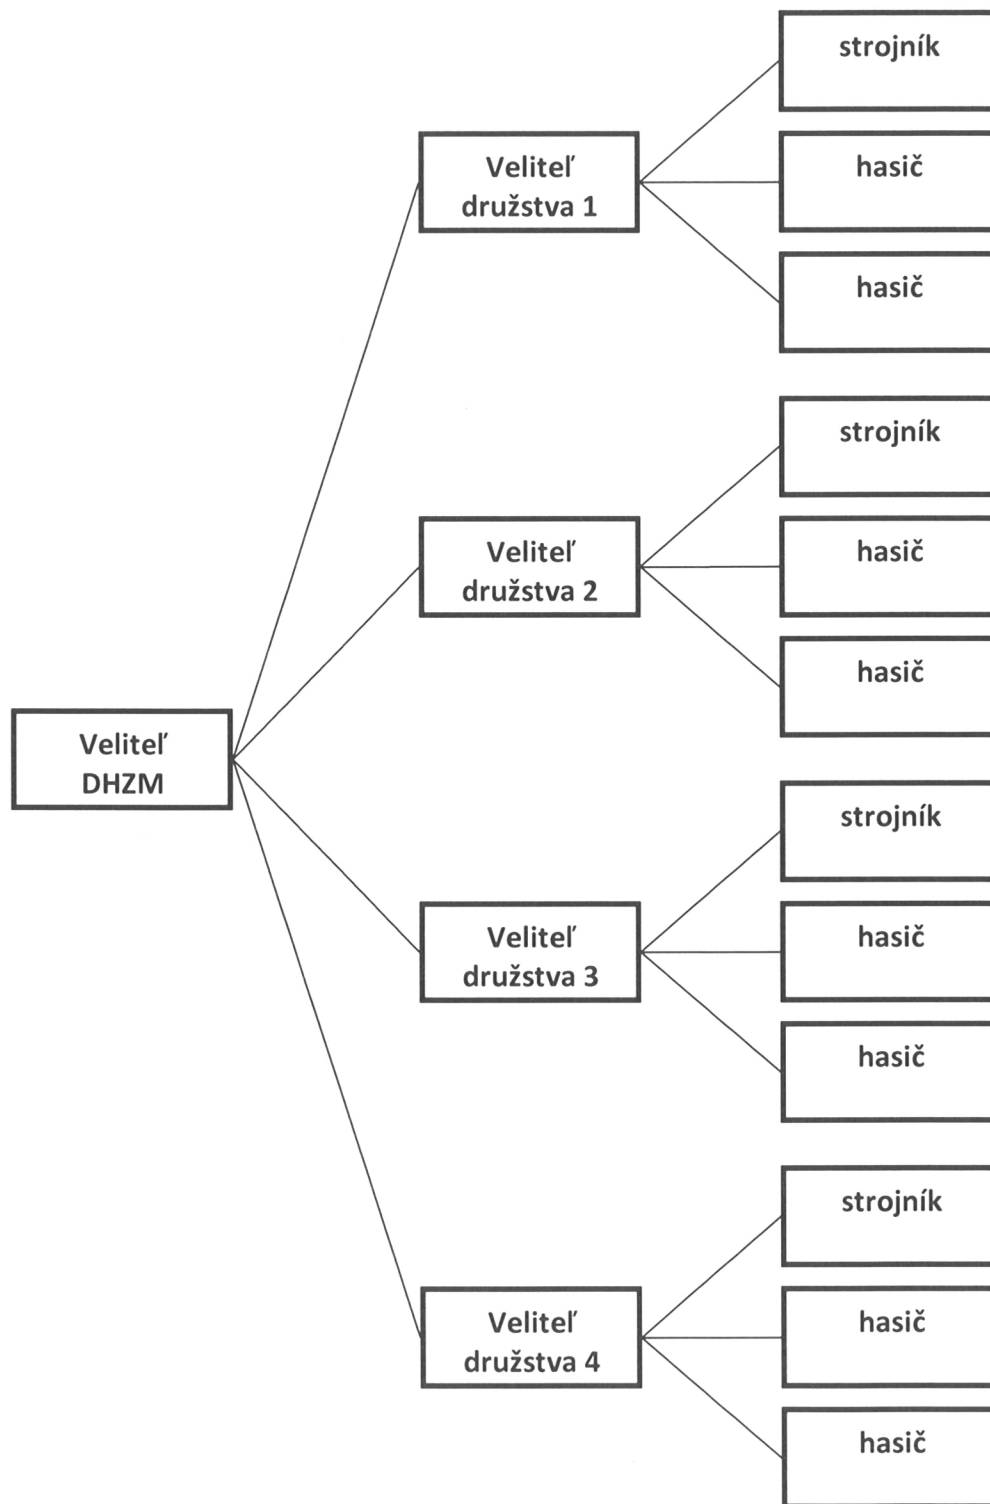 strojník
Veliteľ
družstva 1
hasič
hasič
strojník
Veliteľ
družstva 2
hasič
hasič
Veliteľ
DHZM
strojník
Veliteľ
družstva 3
hasič
hasič
strojník
Veliteľ
družstva 4
hasič
hasič